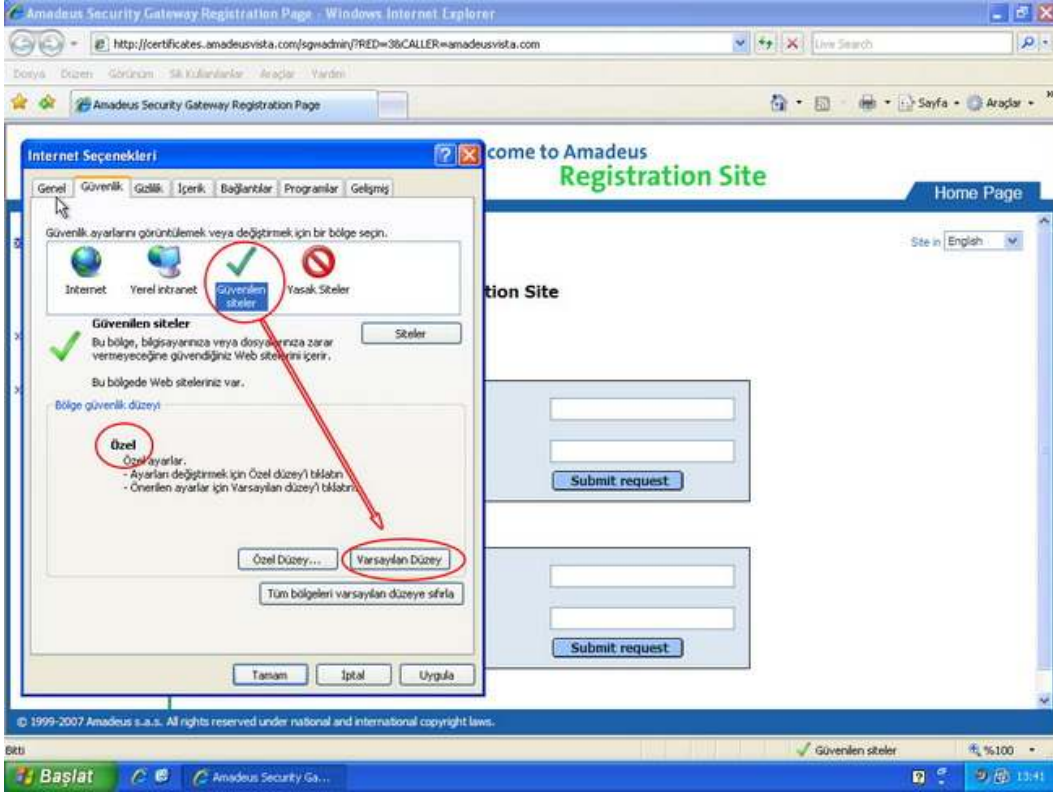 Amadeus Security Gateway Registration Page - Windows Internet Explorer
http://certificates.amadeusvista.com/sgwadmin/?RED=3&CALLER=amadeusvista.com
Live Search
Dosya Düzen Görünüm Sık Kullanılanlar Araçlar Yardım
Amadeus Security Gateway Registration Page
Sayfa
Araçlar
Internet Seçenekleri
come to Amadeus
Registration Site
Home Page
Genel Güvenlik Gizlilik İçerik Bağlantılar Programlar Gelişmiş
Güvenlik ayarlarını görüntülemek veya değiştirmek için bir bölge seçin.
Site in English
Internet
Yerel intranet
Güvenilen siteler
Yasak Siteler
tion Site
Güvenilen siteler
Bu bölge, bilgisayarınıza veya dosyalarınıza zarar
vermeyeceğine güvendiğiniz Web sitelerini içerir.
Siteler
Bu bölgede Web siteleriniz var.
Bölge güvenlik düzeyi
Özel
Özel ayarlar.
- Ayarları değiştirmek için Özel düzey'i tıklatın
- Önerilen ayarlar için Varsayılan düzey'i tıklatın
Submit request
Özel Düzey...
Varsayılan Düzey
Tüm bölgeleri varsayılan düzeye sıfırla
Submit request
Tamam
İptal
Uygula
© 1999-2007 Amadeus s.a.s. All rights reserved under national and international copyright laws.
Bitti
Güvenilen siteler
%100
Başlat
Amadeus Security Ga...
13:41